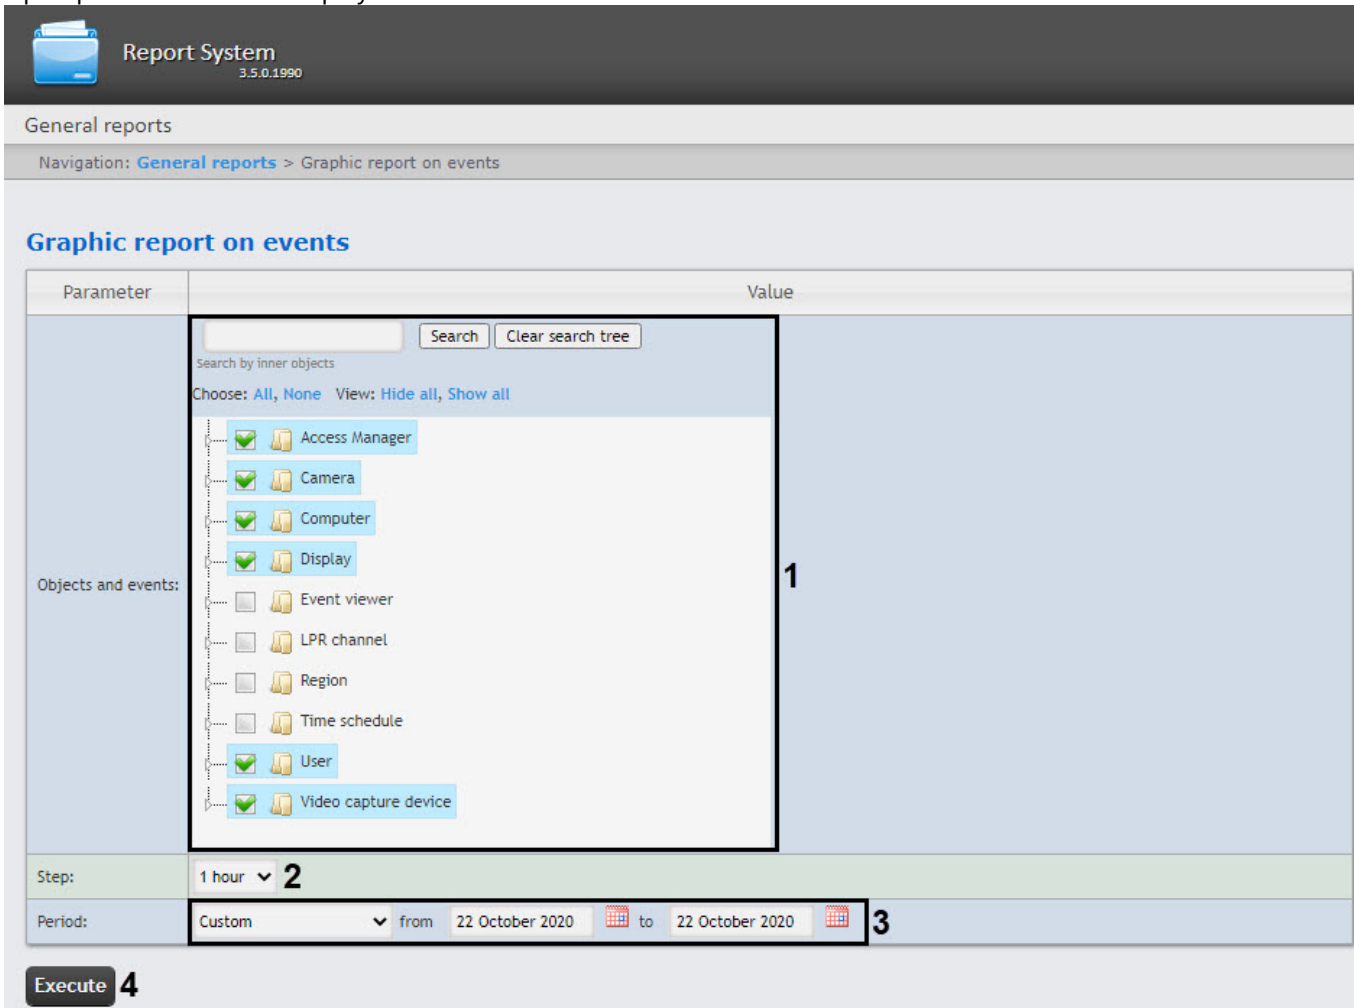 Report System
3.5.0.1990
General reports
Navigation: General reports > Graphic report on events
Graphic report on events
Parameter Value
Search Clear search tree
Search by inner objects
Choose: All, None View: Hide all, Show all
Access Manager
Camera
Computer
Display
Objects and events: 1
Event viewer
LPR channel
Region
Time schedule
User
Video capture device
Step: 1 hour 2
Period: Custom from 22 October 2020 to 22 October 2020 3
Execute 4